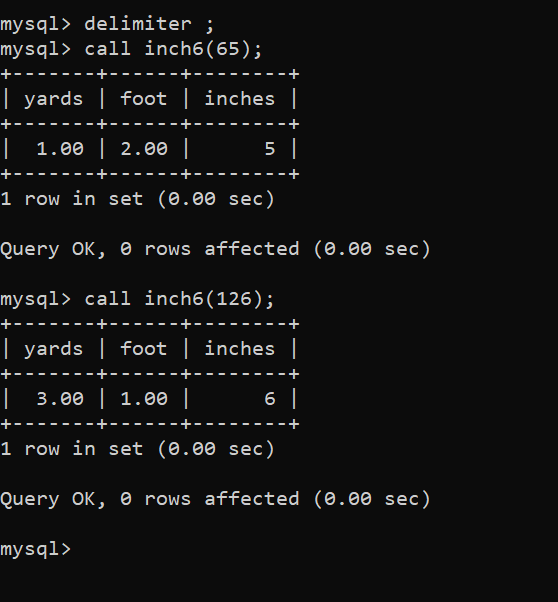 mysql> delimiter ;
mysql> call inch6(65);
+-------+------+--------+
| yards | foot | inches |
+-------+------+--------+
|  1.00 | 2.00 |      5 |
+-------+------+--------+
1 row in set (0.00 sec)

Query OK, 0 rows affected (0.00 sec)

mysql> call inch6(126);
+-------+------+--------+
| yards | foot | inches |
+-------+------+--------+
|  3.00 | 1.00 |      6 |
+-------+------+--------+
1 row in set (0.00 sec)

Query OK, 0 rows affected (0.00 sec)

mysql>